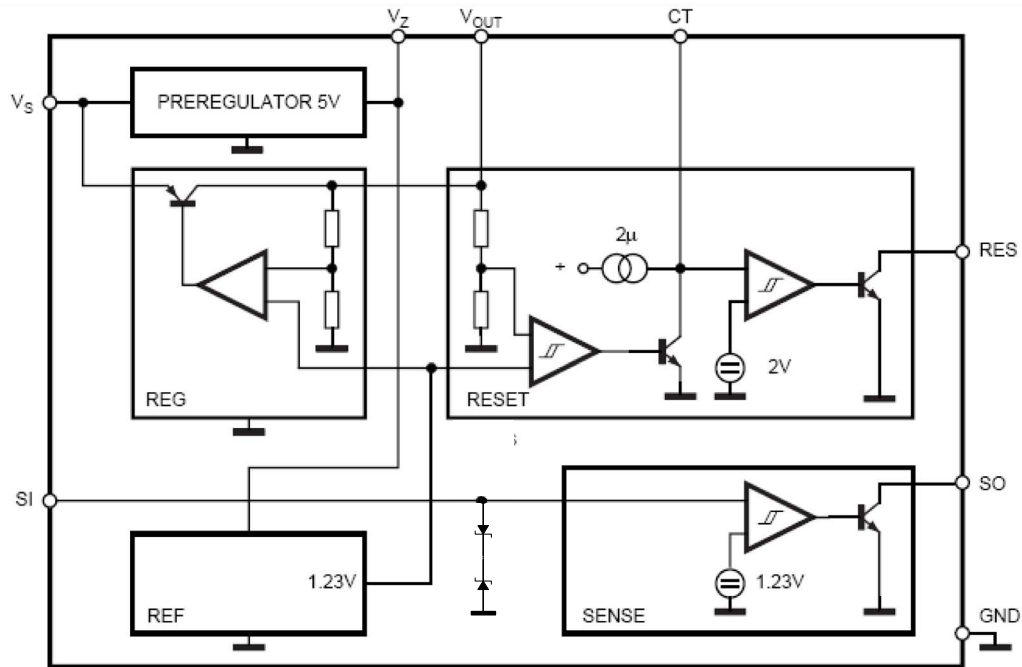 V_Z V_OUT CT
V_S
PREREGULATOR 5V
2μ
+
RES
2V
REG
RESET
SI
SO
1.23V
1.23V
REF
SENSE
GND